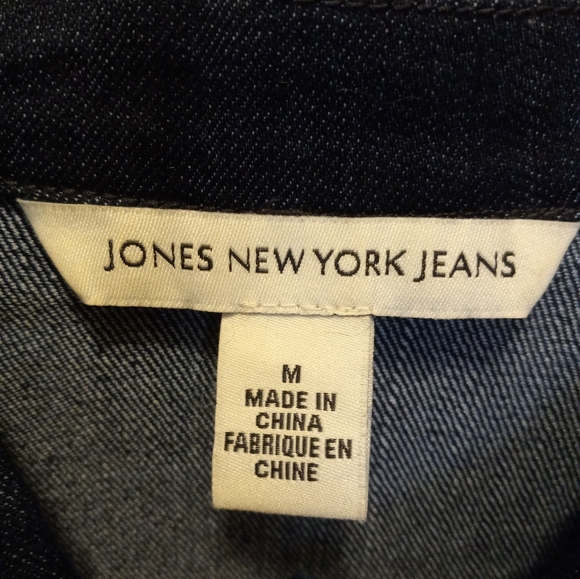 JONES NEW YORK JEANS
M
MADE IN
CHINA
FABRIQUE EN
CHINE